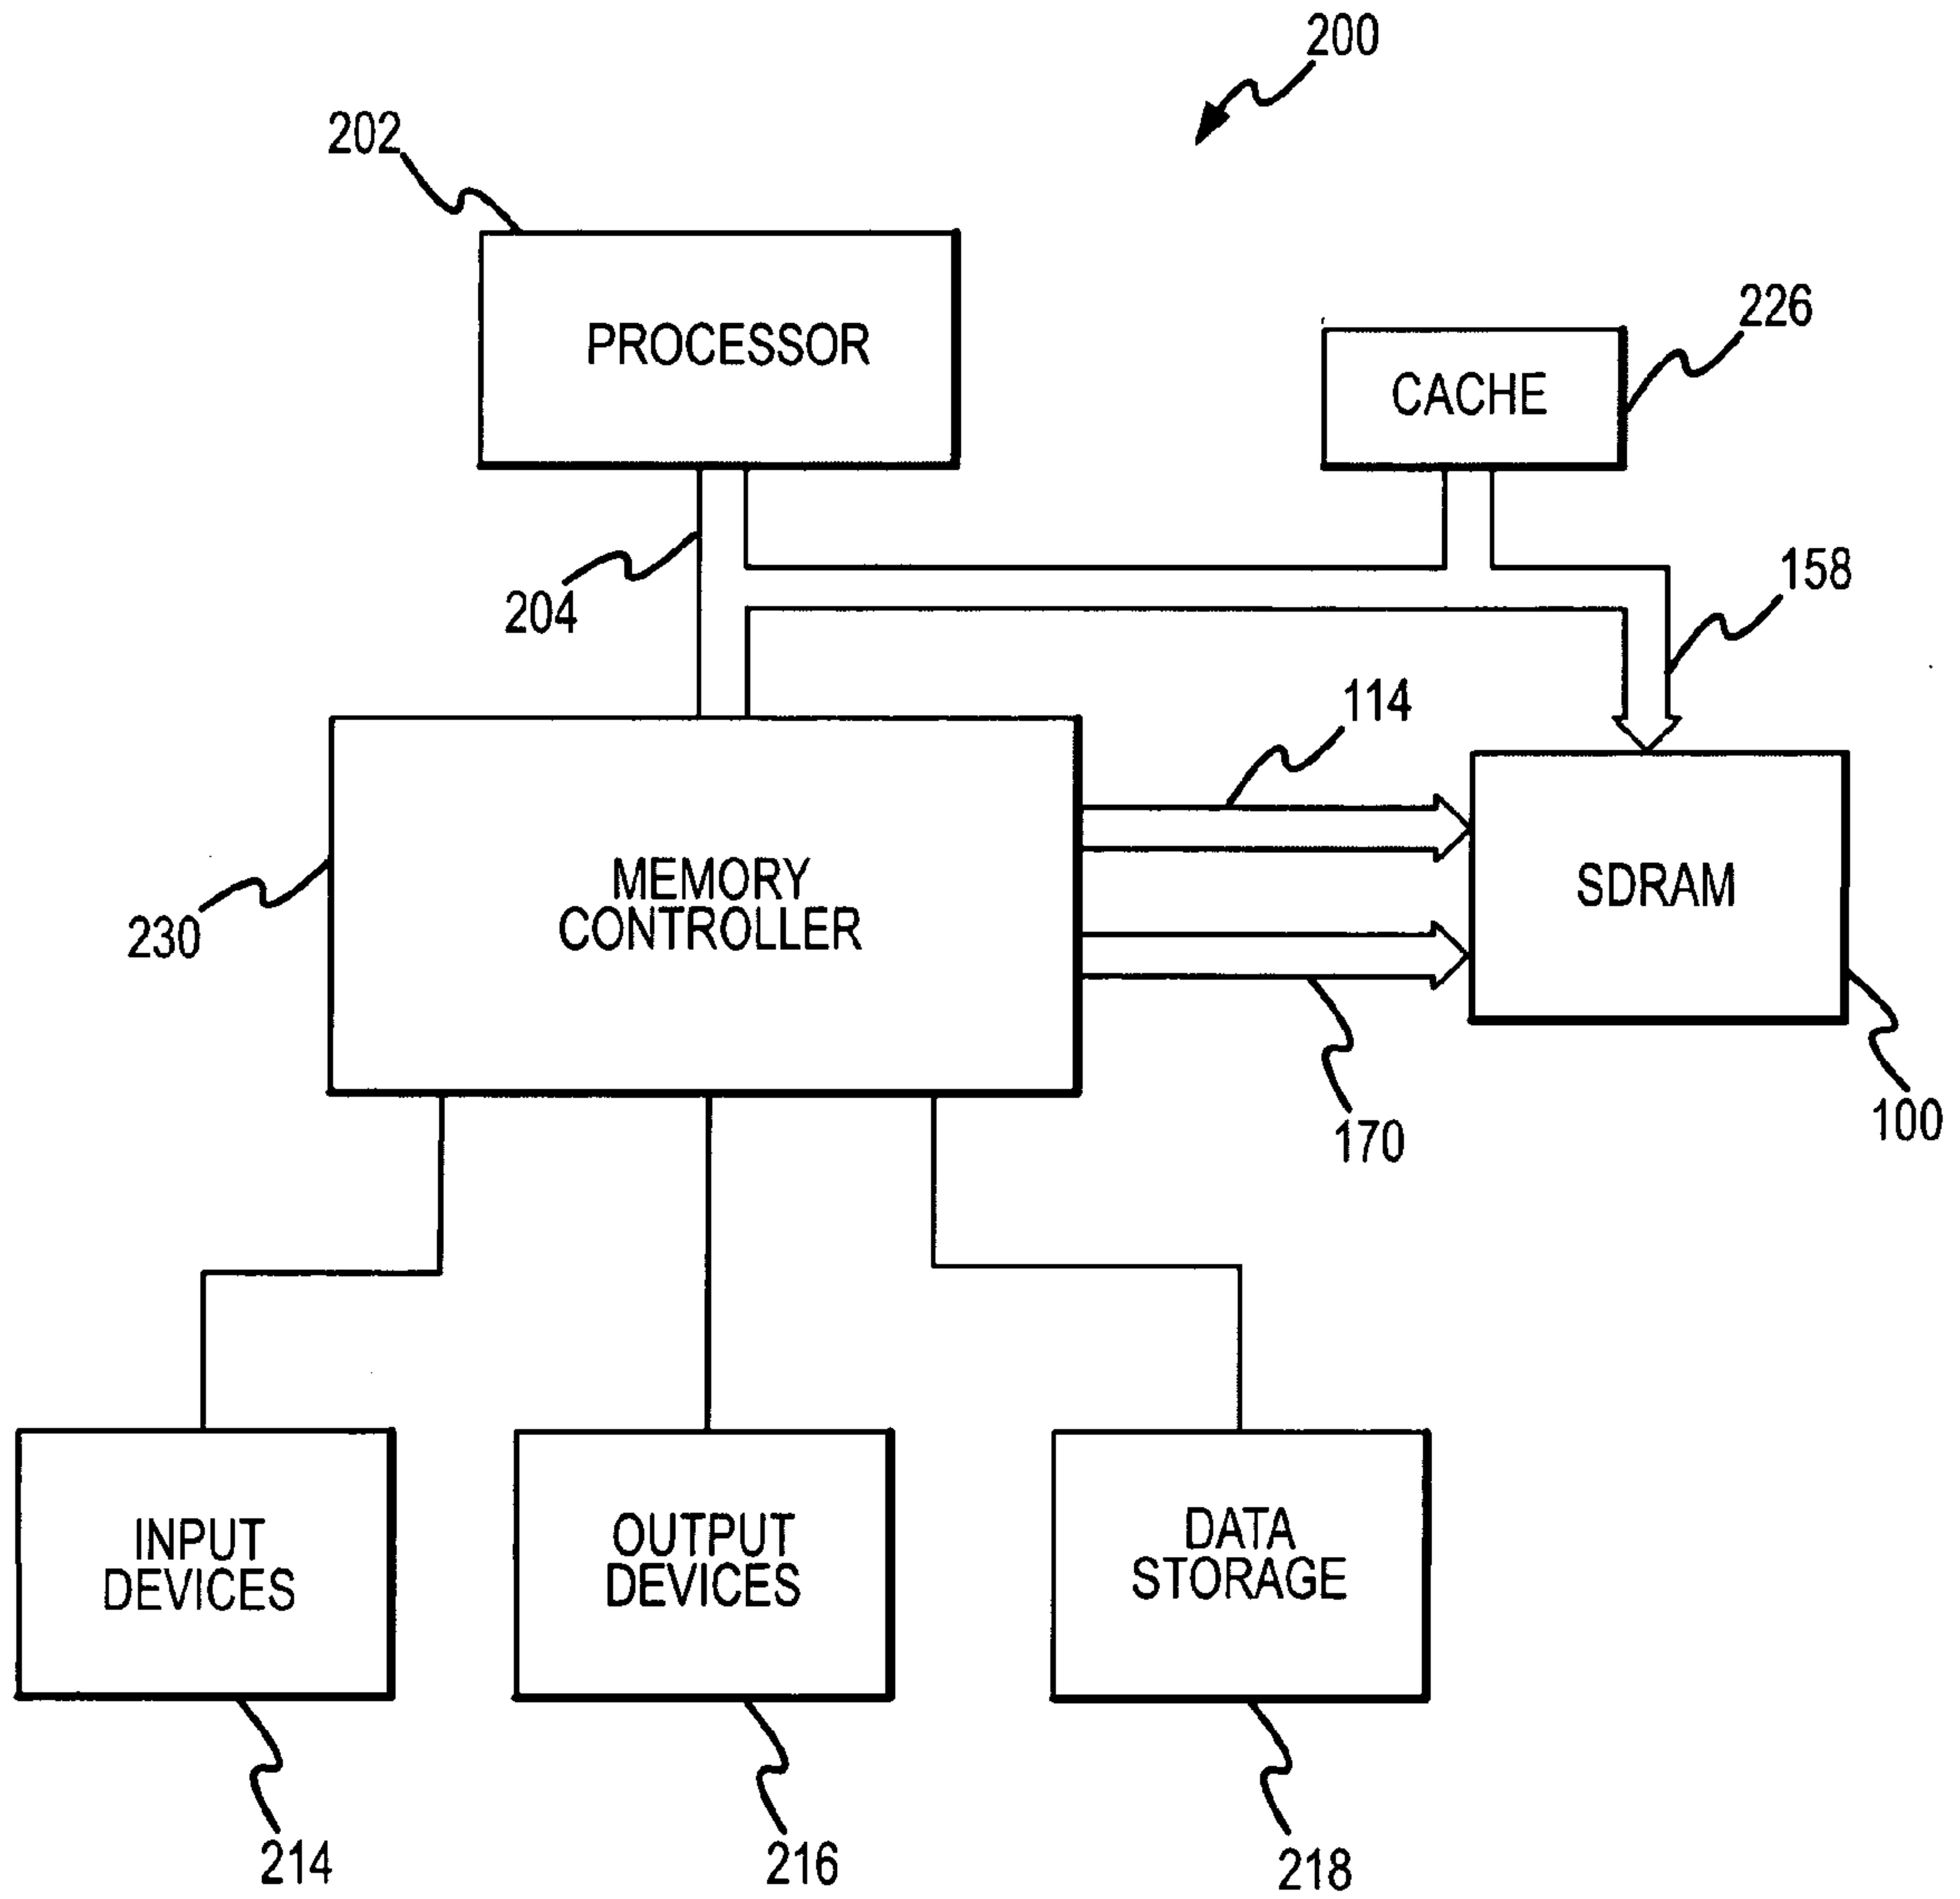 200
202
PROCESSOR
226
CACHE
204
158
114
MEMORY
CONTROLLER
SDRAM
230
170
100
INPUT
DEVICES
OUTPUT
DEVICES
DATA
STORAGE
214
216
218